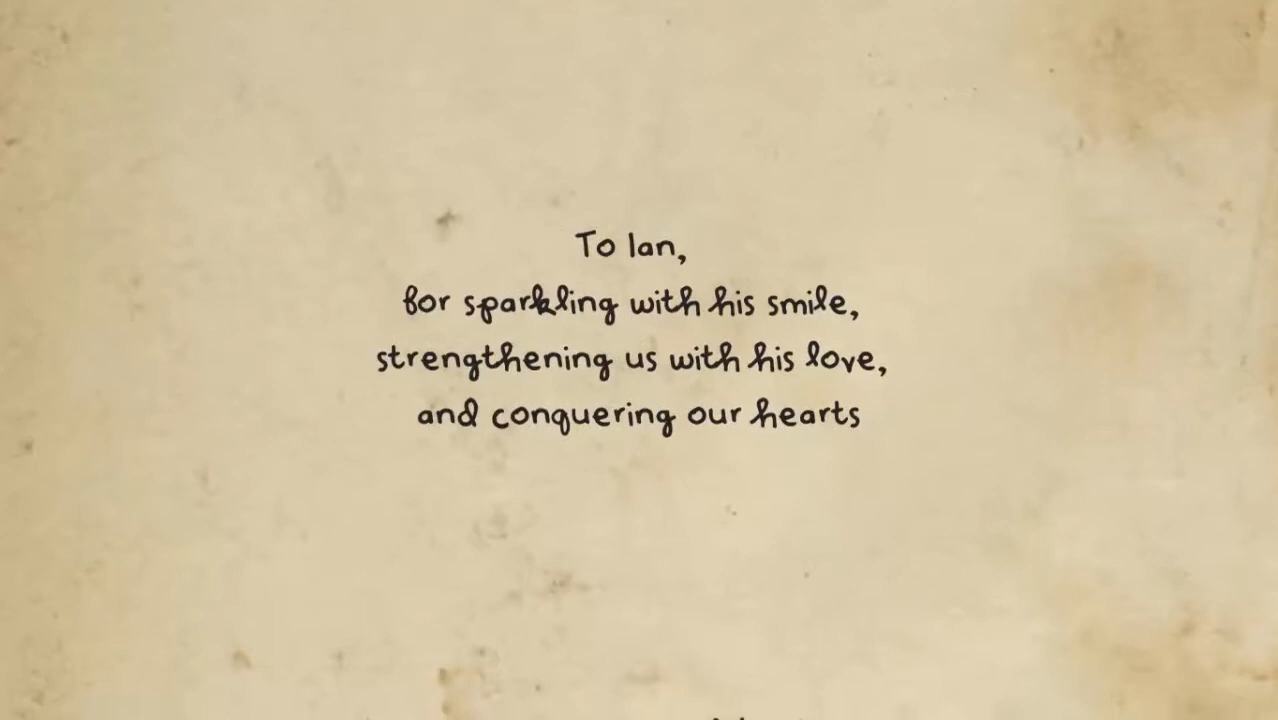 To Ian,
for sparkling with his smile,
strengthening us with his love,
and conquering our hearts